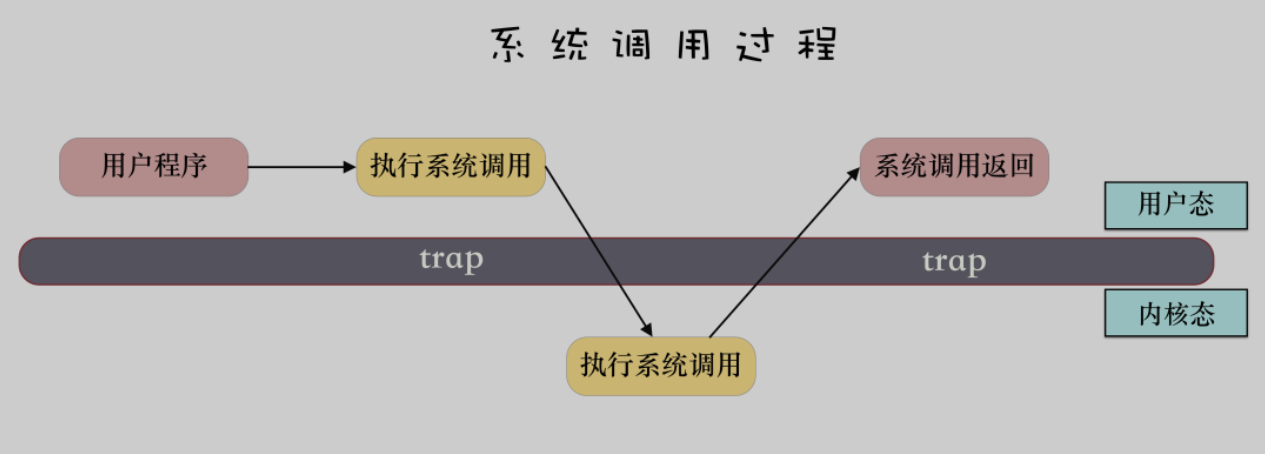 系统调用过程
用户程序
执行系统调用
系统调用返回
用户态
trap
trap
内核态
执行系统调用